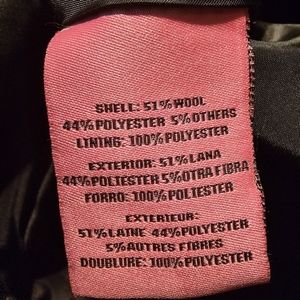 SHELL: 51% WOOL
44% POLYESTER 5% OTHERS
LINING: 100% POLYESTER
EXTERIOR: 51% LANA
44% POLIESTER 5% OTRA FIBRA
FORRO: 100% POLIESTER
EXTERIEUR:
51% LAINE 44% POLYESTER
5% AUTRES FIBRES
DOUBLURE: 100% POLYESTER